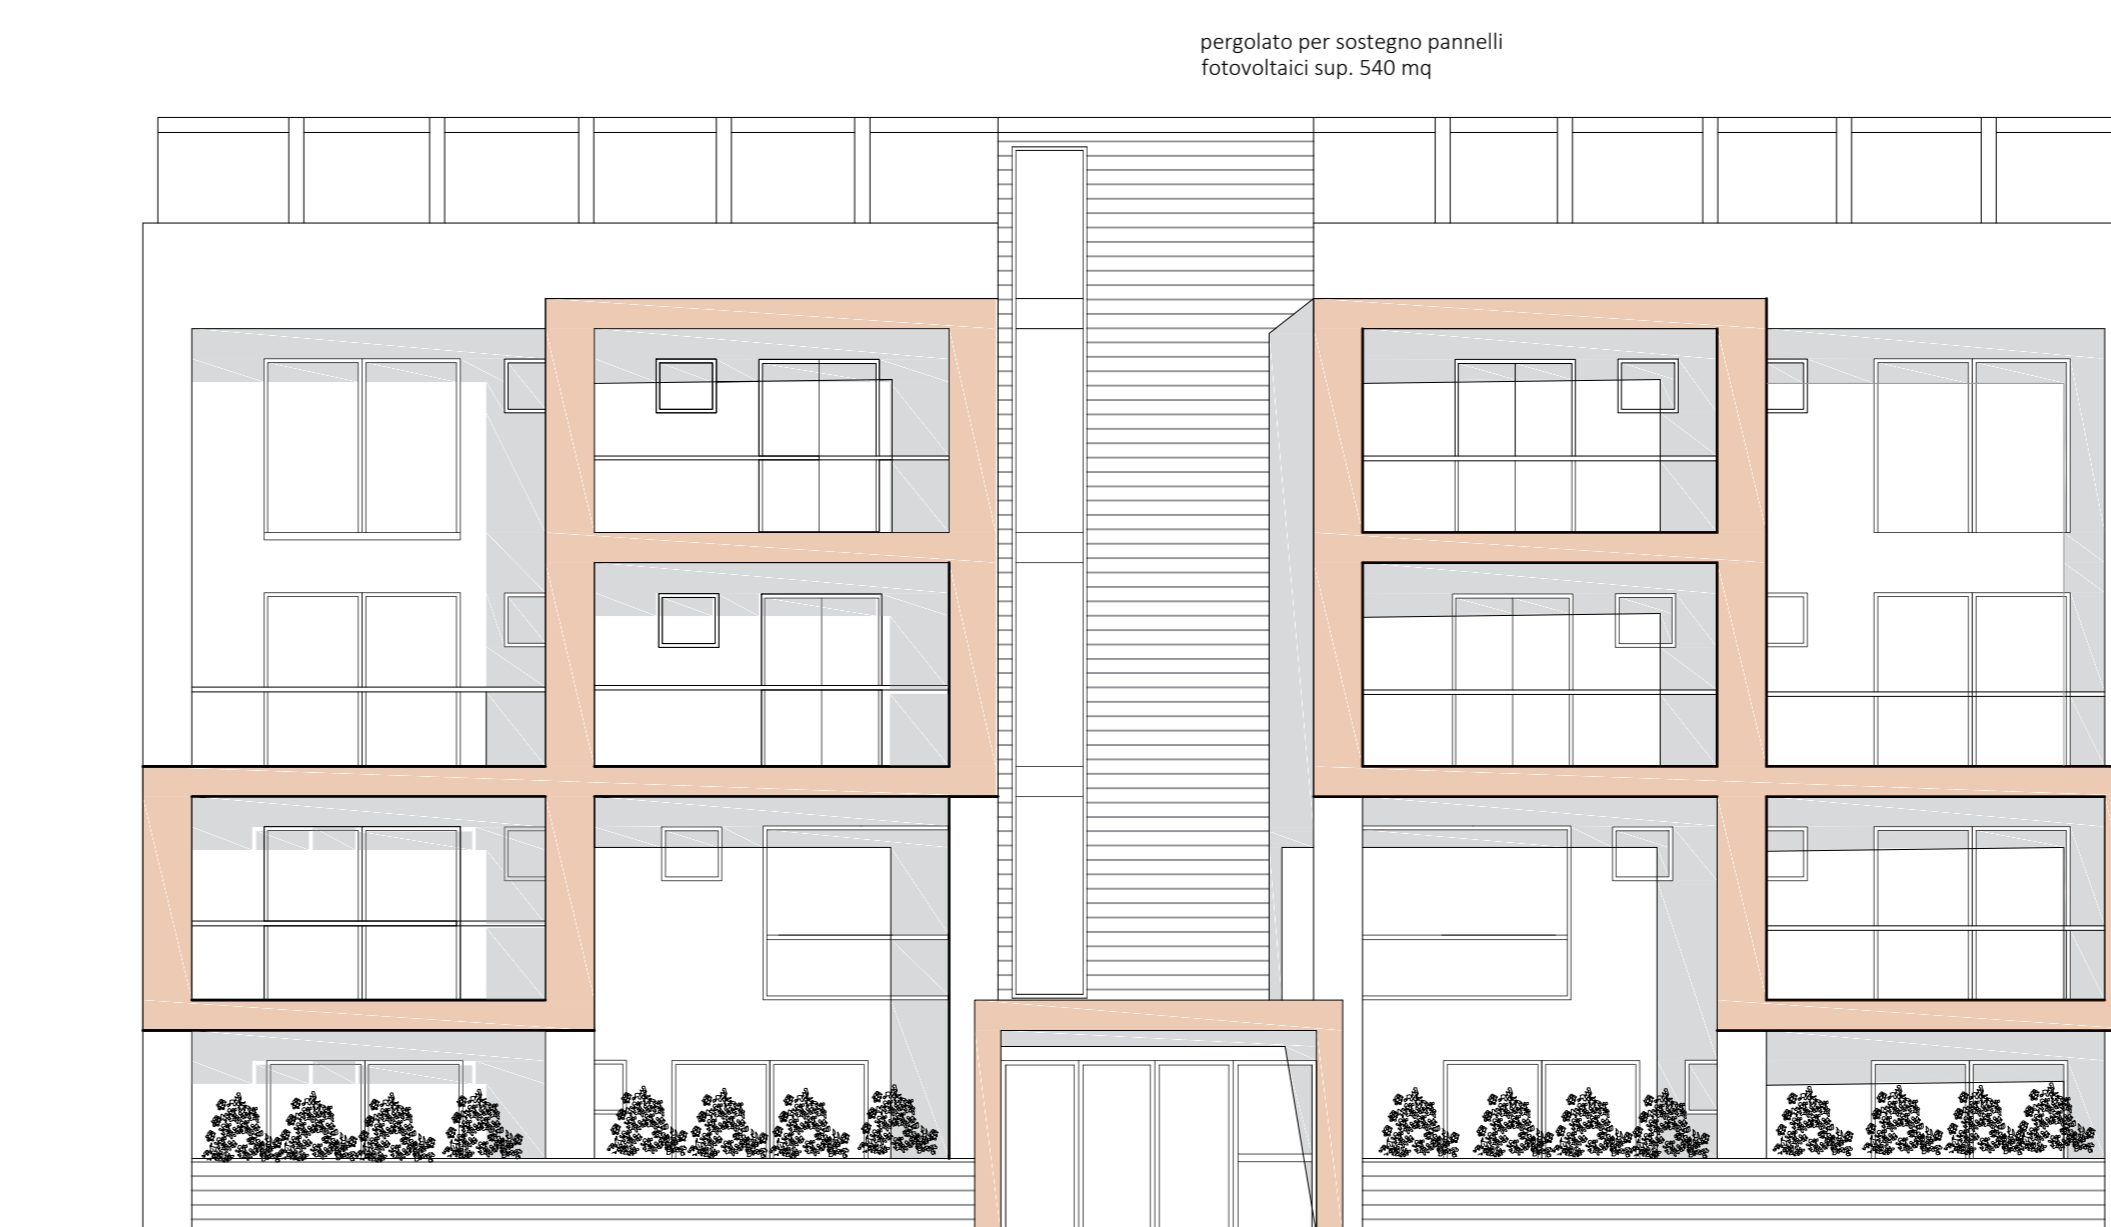 pergolato per sostegno pannelli
fotovoltaici sup. 540 mq